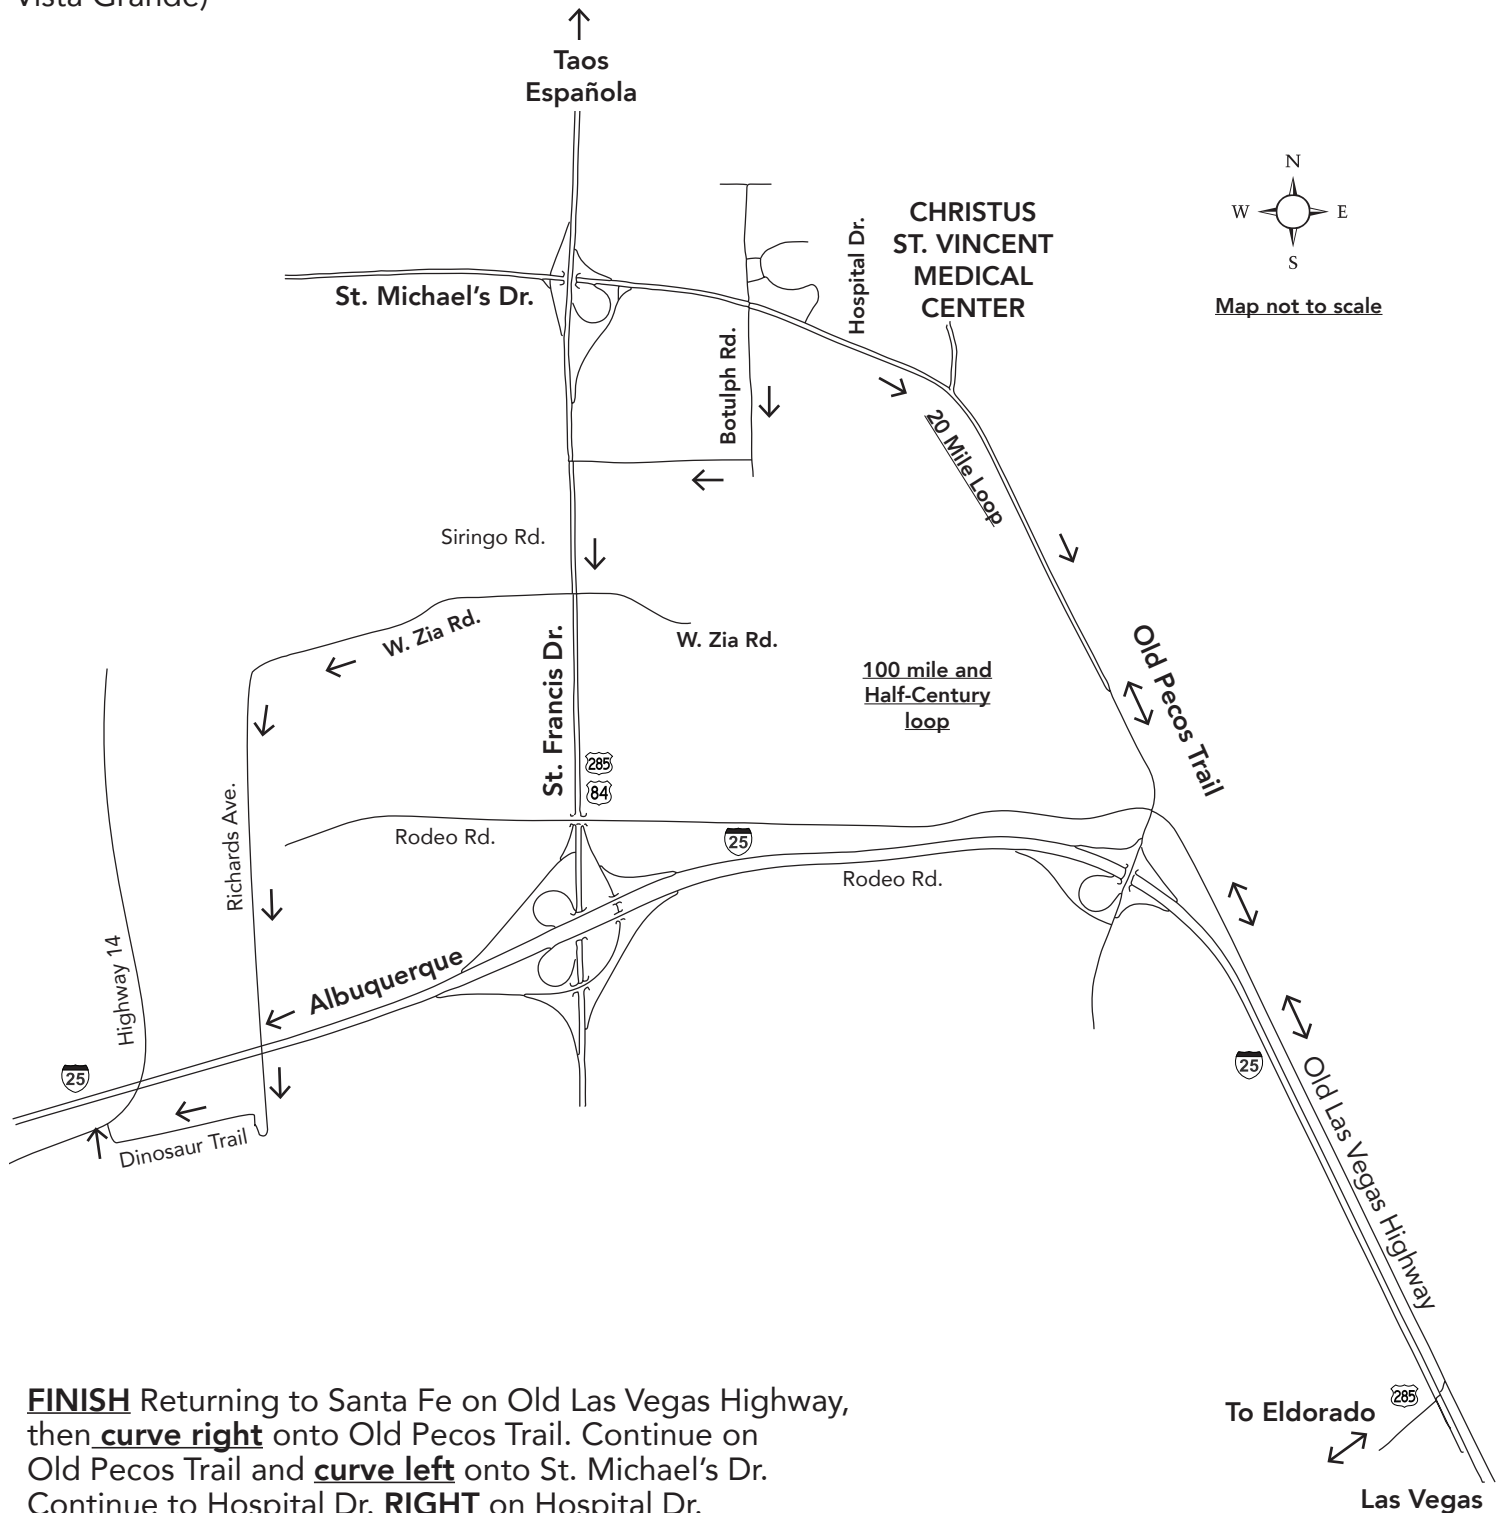 Vista Grande)
Taos
Española
N
W E
S
Map not to scale
CHRISTUS
ST. VINCENT
MEDICAL
CENTER
Hospital Dr.
St. Michael's Dr.
Botulph Rd.
20 Mile Loop
Siringo Rd.
W. Zia Rd.
W. Zia Rd.
St. Francis Dr.
100 mile and
Half-Century
loop
Old Pecos Trail
285
84
Richards Ave.
Rodeo Rd.
25
Rodeo Rd.
Highway 14
Albuquerque
25
25
Old Las Vegas Highway
Dinosaur Trail
285
To Eldorado
Las Vegas
FINISH Returning to Santa Fe on Old Las Vegas Highway,
then curve right onto Old Pecos Trail. Continue on
Old Pecos Trail and curve left onto St. Michael's Dr.
Continue to Hospital Dr. RIGHT on Hospital Dr.